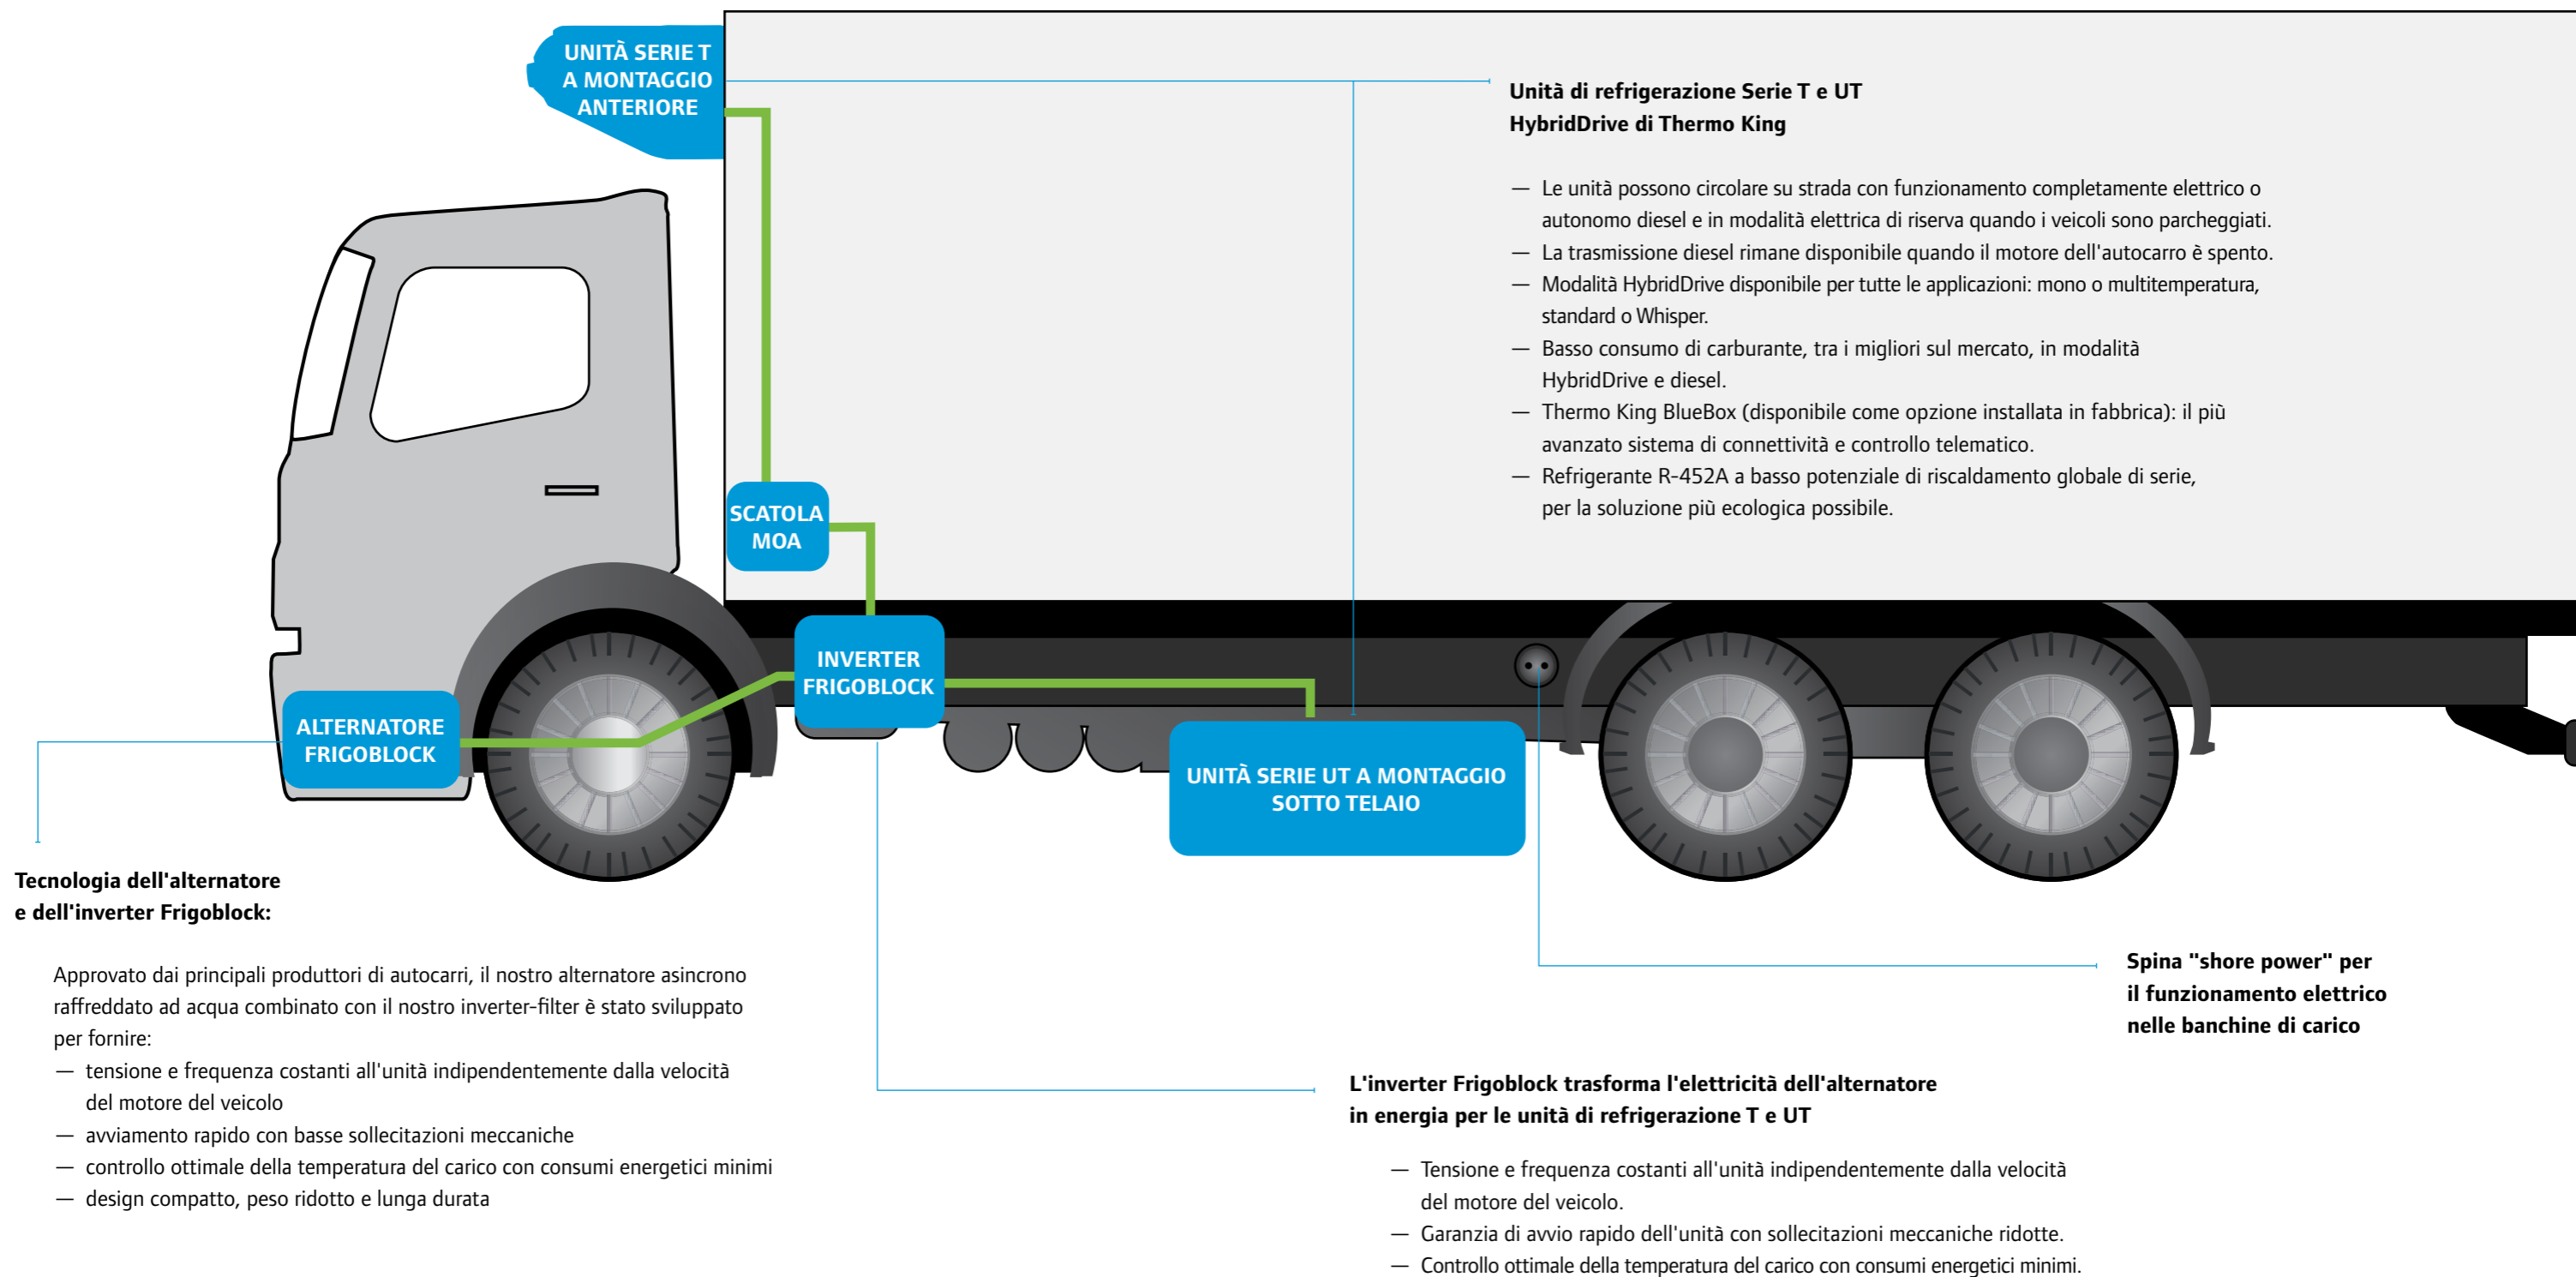 UNITÀ SERIE T
A MONTAGGIO
ANTERIORE
Unità di refrigerazione Serie T e UT
HybridDrive di Thermo King
— Le unità possono circolare su strada con funzionamento completamente elettrico o
autonomo diesel e in modalità elettrica di riserva quando i veicoli sono parcheggiati.
— La trasmissione diesel rimane disponibile quando il motore dell'autocarro è spento.
— Modalità HybridDrive disponibile per tutte le applicazioni: mono o multitemperatura,
standard o Whisper.
— Basso consumo di carburante, tra i migliori sul mercato, in modalità
HybridDrive e diesel.
— Thermo King BlueBox (disponibile come opzione installata in fabbrica): il più
avanzato sistema di connettività e controllo telematico.
— Refrigerante R-452A a basso potenziale di riscaldamento globale di serie,
per la soluzione più ecologica possibile.
SCATOLA
MOA
INVERTER
FRIGOBLOCK
ALTERNATORE
FRIGOBLOCK
UNITÀ SERIE UT A MONTAGGIO
SOTTO TELAIO
Tecnologia dell'alternatore
e dell'inverter Frigoblock:
Approvato dai principali produttori di autocarri, il nostro alternatore asincrono
raffreddato ad acqua combinato con il nostro inverter-filter è stato sviluppato
per fornire:
— tensione e frequenza costanti all'unità indipendentemente dalla velocità
del motore del veicolo
— avviamento rapido con basse sollecitazioni meccaniche
— controllo ottimale della temperatura del carico con consumi energetici minimi
— design compatto, peso ridotto e lunga durata
Spina "shore power" per
il funzionamento elettrico
nelle banchine di carico
L'inverter Frigoblock trasforma l'elettricità dell'alternatore
in energia per le unità di refrigerazione T e UT
— Tensione e frequenza costanti all'unità indipendentemente dalla velocità
del motore del veicolo.
— Garanzia di avvio rapido dell'unità con sollecitazioni meccaniche ridotte.
— Controllo ottimale della temperatura del carico con consumi energetici minimi.